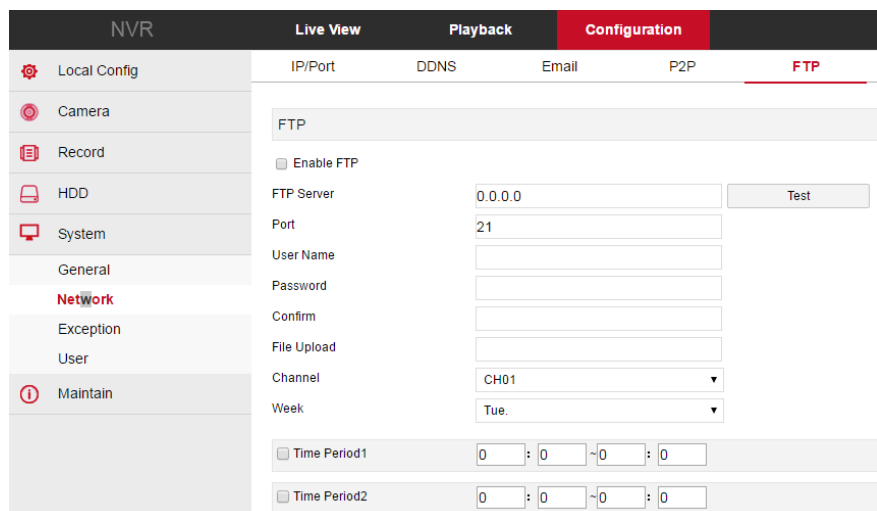 NVR Live View Playback Configuration
Local Config
Camera
Record
HDD
System
General
Network
Exception
User
Maintain
IP/Port DDNS Email P2P FTP
FTP
Enable FTP
FTP Server 0.0.0.0 Test
Port 21
User Name
Password
Confirm
File Upload
Channel CH01
Week Tue.
Time Period1 0 : 0 ~ 0 : 0
Time Period2 0 : 0 ~ 0 : 0